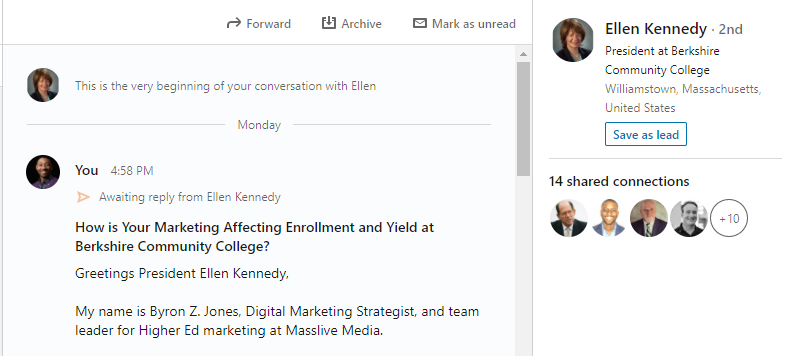 Forward Archive Mark as unread
This is the very beginning of your conversation with Ellen
Monday
You 4:58 PM
Awaiting reply from Ellen Kennedy
How is Your Marketing Affecting Enrollment and Yield at
Berkshire Community College?
Greetings President Ellen Kennedy,
My name is Byron Z. Jones, Digital Marketing Strategist, and team
leader for Higher Ed marketing at Masslive Media.
Ellen Kennedy · 2nd
President at Berkshire
Community College
Williamstown, Massachusetts,
United States
Save as lead
14 shared connections
+10